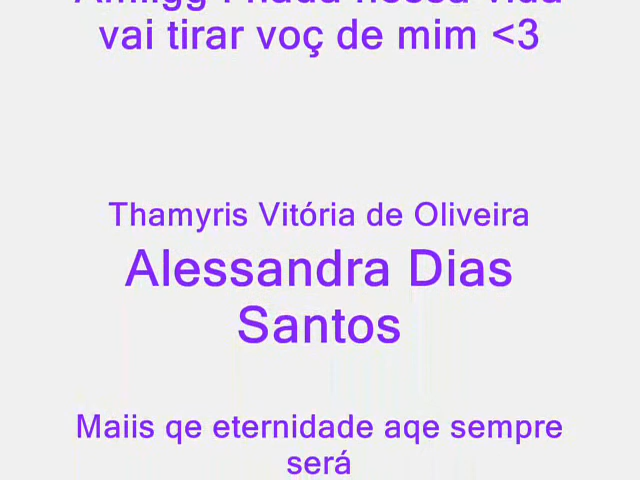 vida
vai tirar voç de mim <3
Thamyris Vitória de Oliveira
Alessandra Dias
Santos
Maiis qe eternidade aqe sempre
será